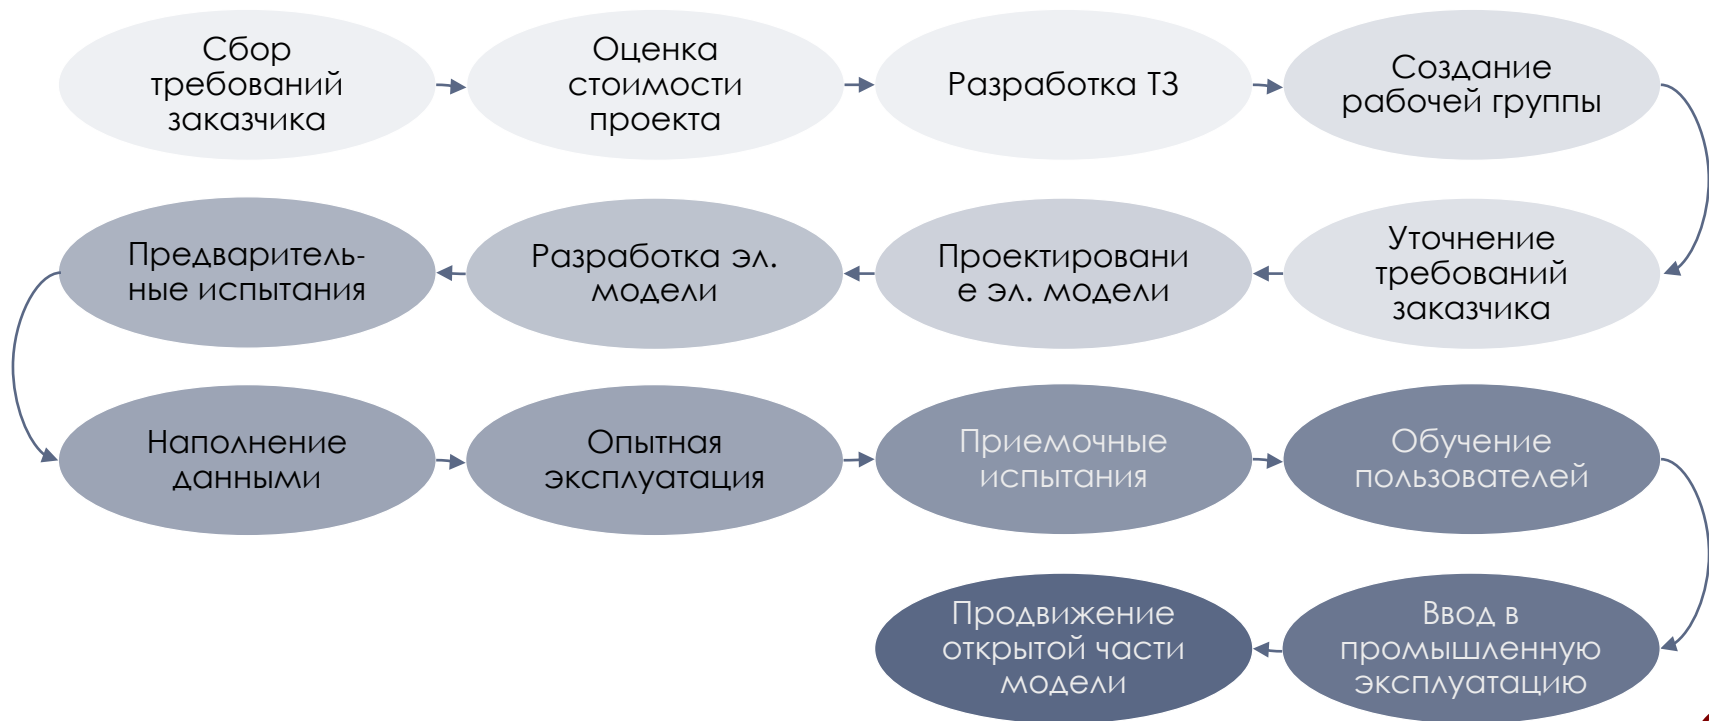 Сбор
требований
заказчика
Оценка
стоимости
проекта
Разработка ТЗ
Создание
рабочей группы
Уточнение
требований
заказчика
Проектировани
е эл. модели
Разработка эл.
модели
Предваритель-
ные испытания
Наполнение
данными
Опытная
эксплуатация
Приемочные
испытания
Обучение
пользователей
Ввод в
промышленную
эксплуатацию
Продвижение
открытой части
модели